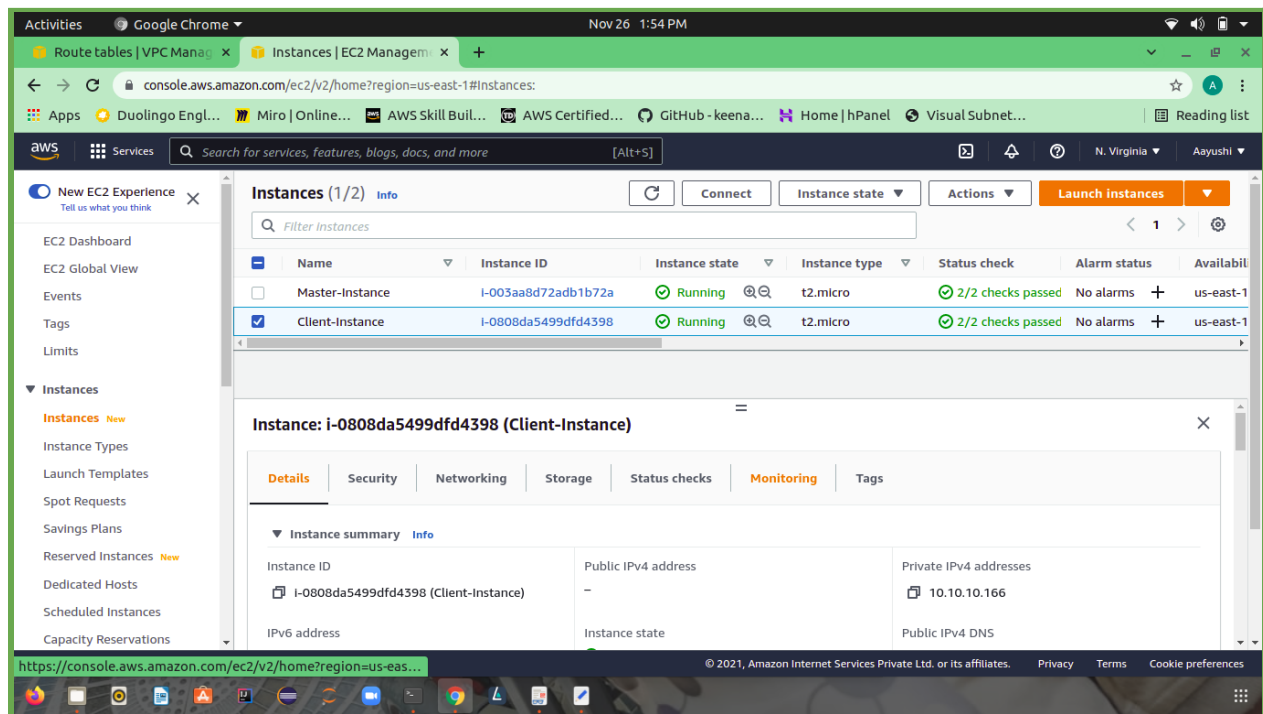 Activities Google Chrome Nov 26 1:54 PM
Route tables | VPC Manag Instances | EC2 Managem
console.aws.amazon.com/ec2/v2/home?region=us-east-1#Instances: A
Apps Duolingo Engl... Miro | Online... AWS Skill Buil... AWS Certified... GitHub - keena... Home | hPanel Visual Subnet... Reading list
aws Services Search for services, features, blogs, docs, and more [Alt+S] N. Virginia Aayushi
New EC2 Experience
Tell us what you think
EC2 Dashboard
EC2 Global View
Events
Tags
Limits
Instances
Instances New
Instance Types
Launch Templates
Spot Requests
Savings Plans
Reserved Instances New
Dedicated Hosts
Scheduled Instances
Capacity Reservations
Instances (1/2) Info Connect Instance state Actions Launch instances
Filter instances 1
Name Instance ID Instance state Instance type Status check Alarm status Availabil
Master-Instance i-003aa8d72adb1b72a Running t2.micro 2/2 checks passed No alarms + us-east-1
Client-Instance i-0808da5499dfd4398 Running t2.micro 2/2 checks passed No alarms + us-east-1
Instance: i-0808da5499dfd4398 (Client-Instance)
Details Security Networking Storage Status checks Monitoring Tags
Instance summary Info
Instance ID Public IPv4 address Private IPv4 addresses
i-0808da5499dfd4398 (Client-Instance) – 10.10.10.166
IPv6 address Instance state Public IPv4 DNS
https://console.aws.amazon.com/ec2/v2/home?region=us-eas... © 2021, Amazon Internet Services Private Ltd. or its affiliates. Privacy Terms Cookie preferences